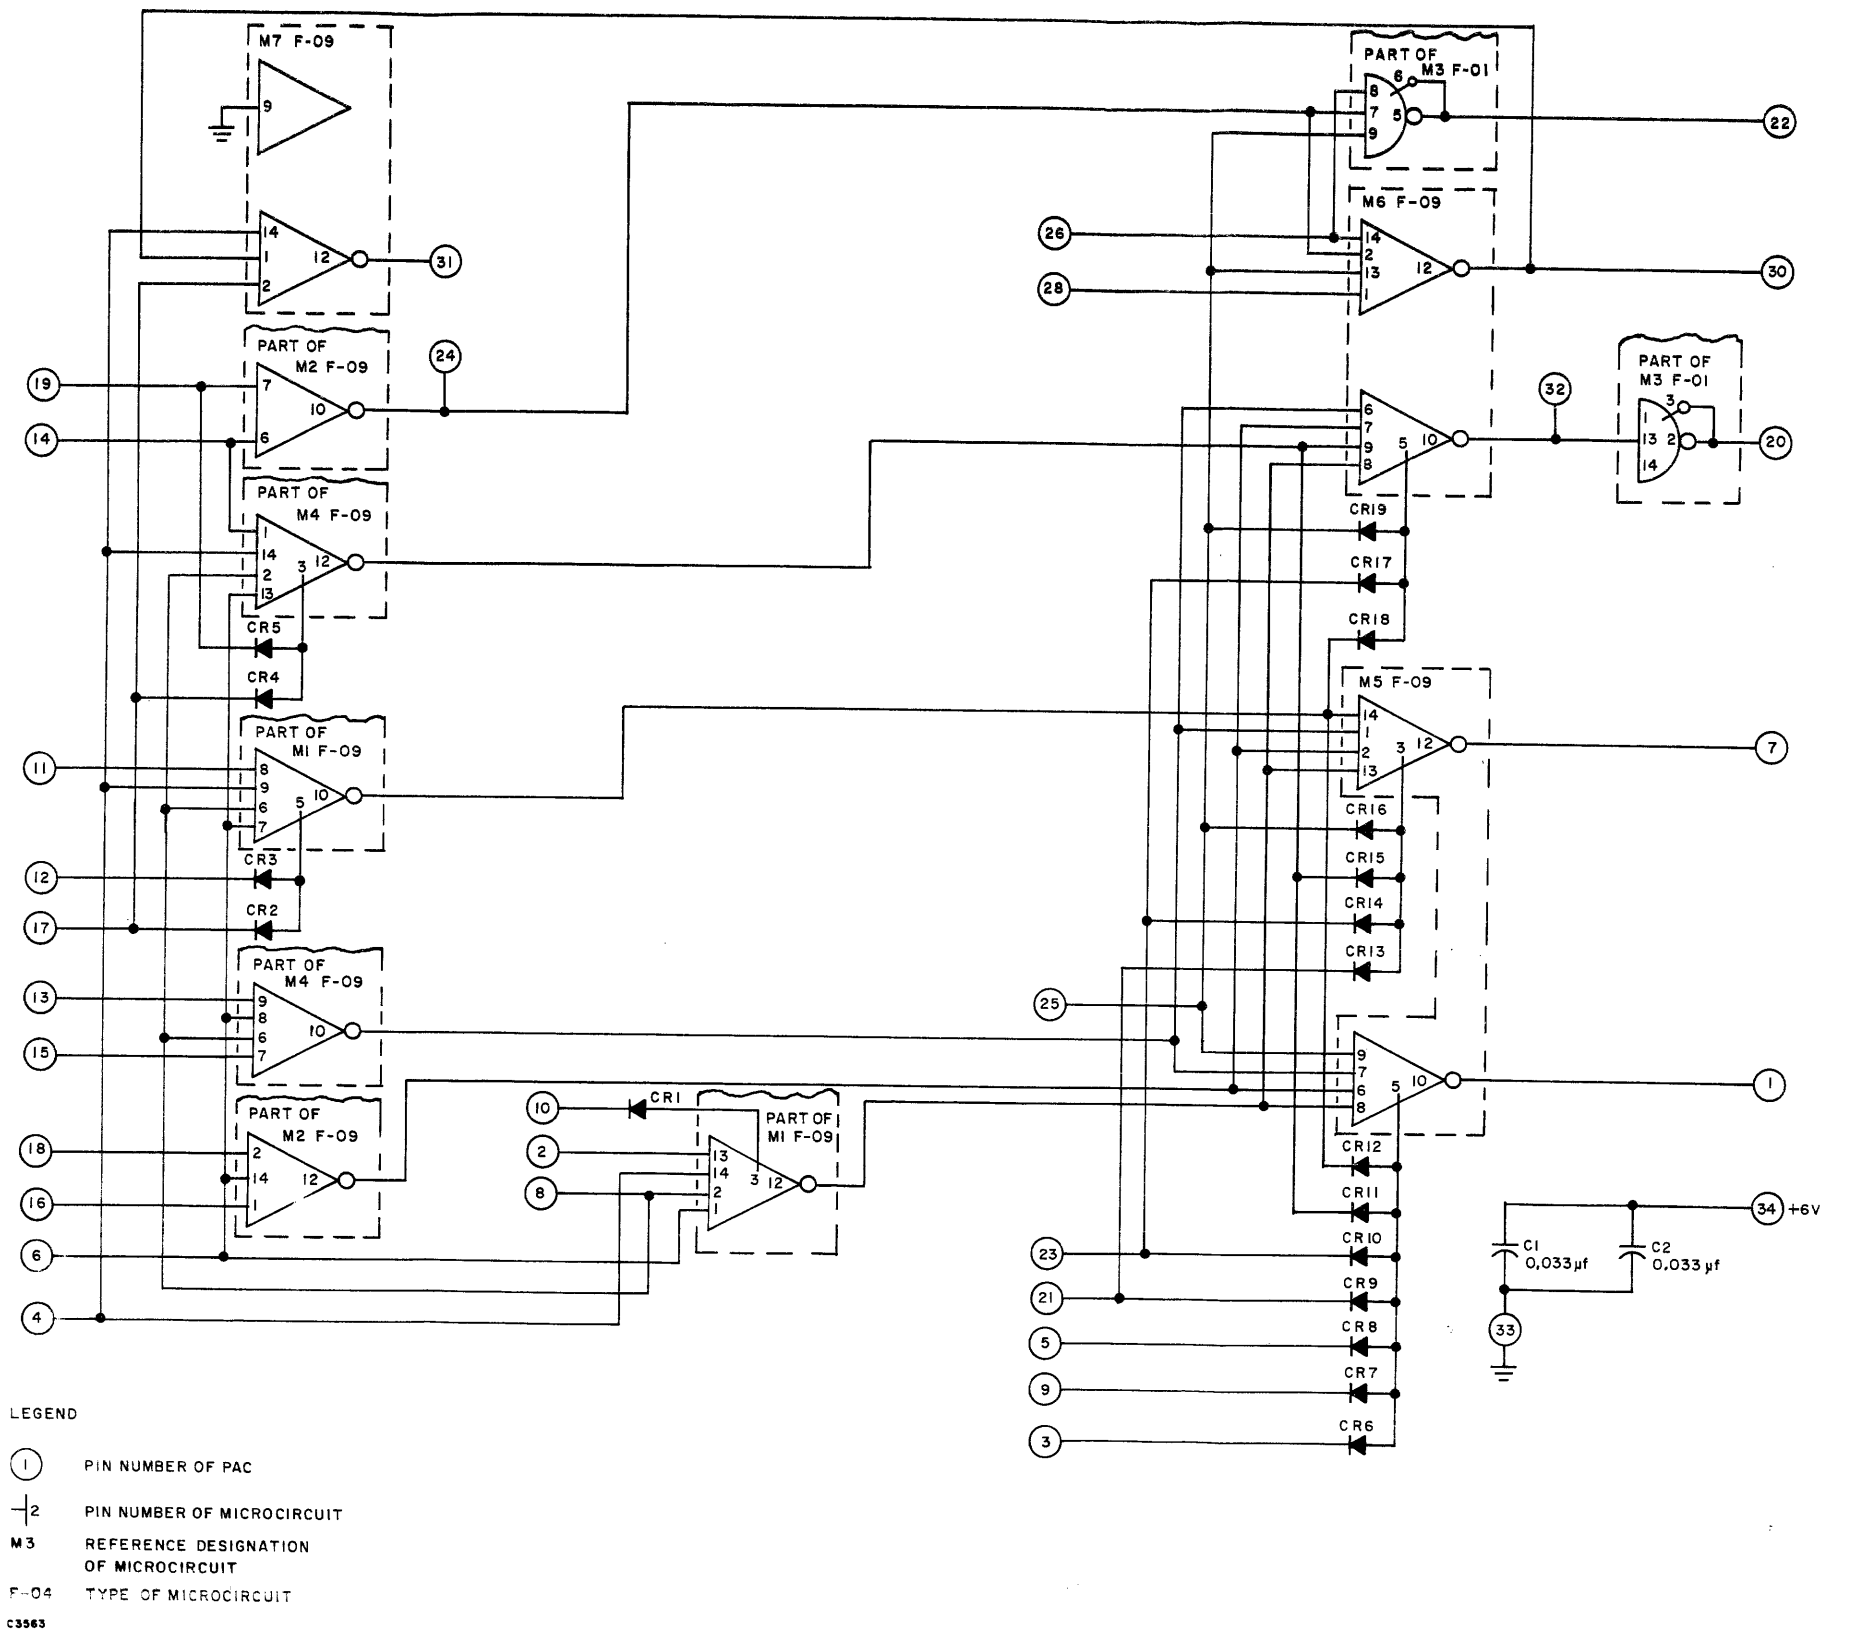 M7 F-09
9
14
1
2
12
31
PART OF
M2 F-09
19
7
10
24
14
6
PART OF
M4 F-09
1
14
2
13
3
12
CR5
CR4
PART OF
M1 F-09
11
8
9
6
7
5
10
CR3
12
CR2
17
PART OF
M4 F-09
13
9
8
6
7
10
15
PART OF
M2 F-09
18
2
14
1
12
16
6
4
10
CR1
PART OF
M1 F-09
2
8
13
14
2
1
3
12
PART OF
M3 F-01
6
8
7
9
5
22
M6 F-09
26
28
14
2
13
1
12
30
6
7
9
8
5
10
32
PART OF
M3 F-01
3
1
13
14
2
20
CR19
CR17
CR18
M5 F-09
14
1
2
13
3
12
7
CR16
CR15
CR14
CR13
25
9
7
6
8
5
10
1
CR12
CR11
23
CR10
21
CR9
5
CR8
9
CR7
3
CR6
34 +6V
C1
0,033µf
C2
0,033µf
33
LEGEND
1 PIN NUMBER OF PAC
2 PIN NUMBER OF MICROCIRCUIT
M3 REFERENCE DESIGNATION
OF MICROCIRCUIT
F-04 TYPE OF MICROCIRCUIT
C3563